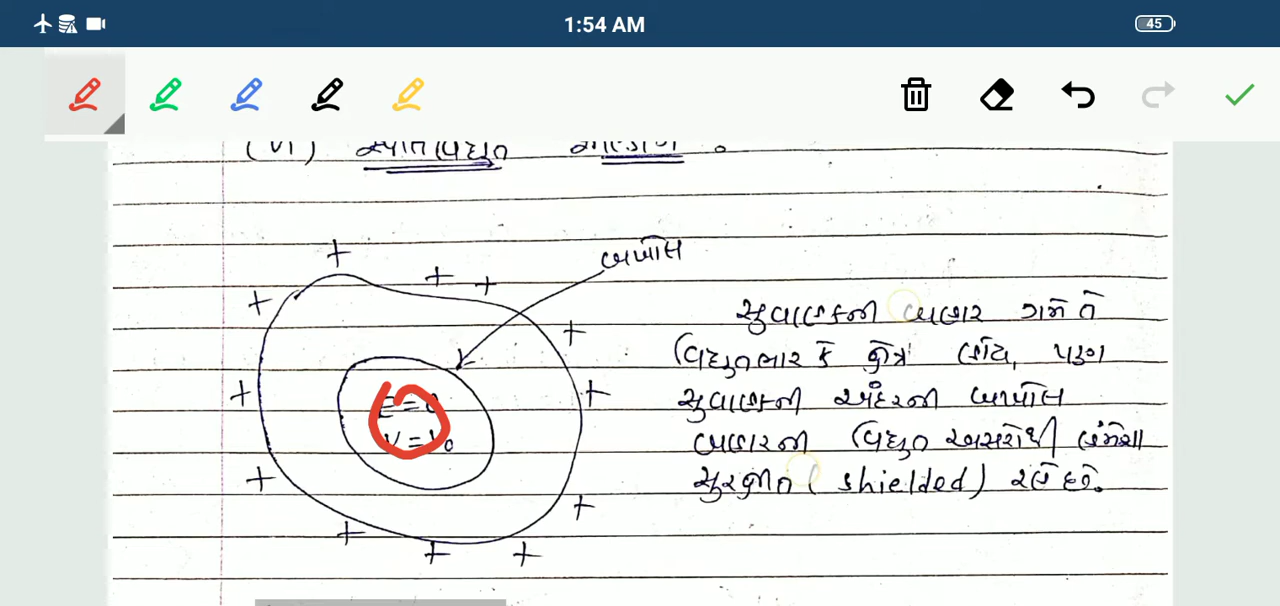 1:54 AM
45
(vi) સ્થિતવિદ્યુત શિલ્ડીંગ :
બખોલ
સુવાહકની બહાર ગમે તે
વિદ્યુતભાર કે ક્ષેત્ર હોય, પરંતુ
સુવાહકની અંદરની બખોલ
બહારની વિદ્યુત અસરોથી હંમેશા
સુરક્ષીત (shielded) રહે છે.
E=0
V=V₀